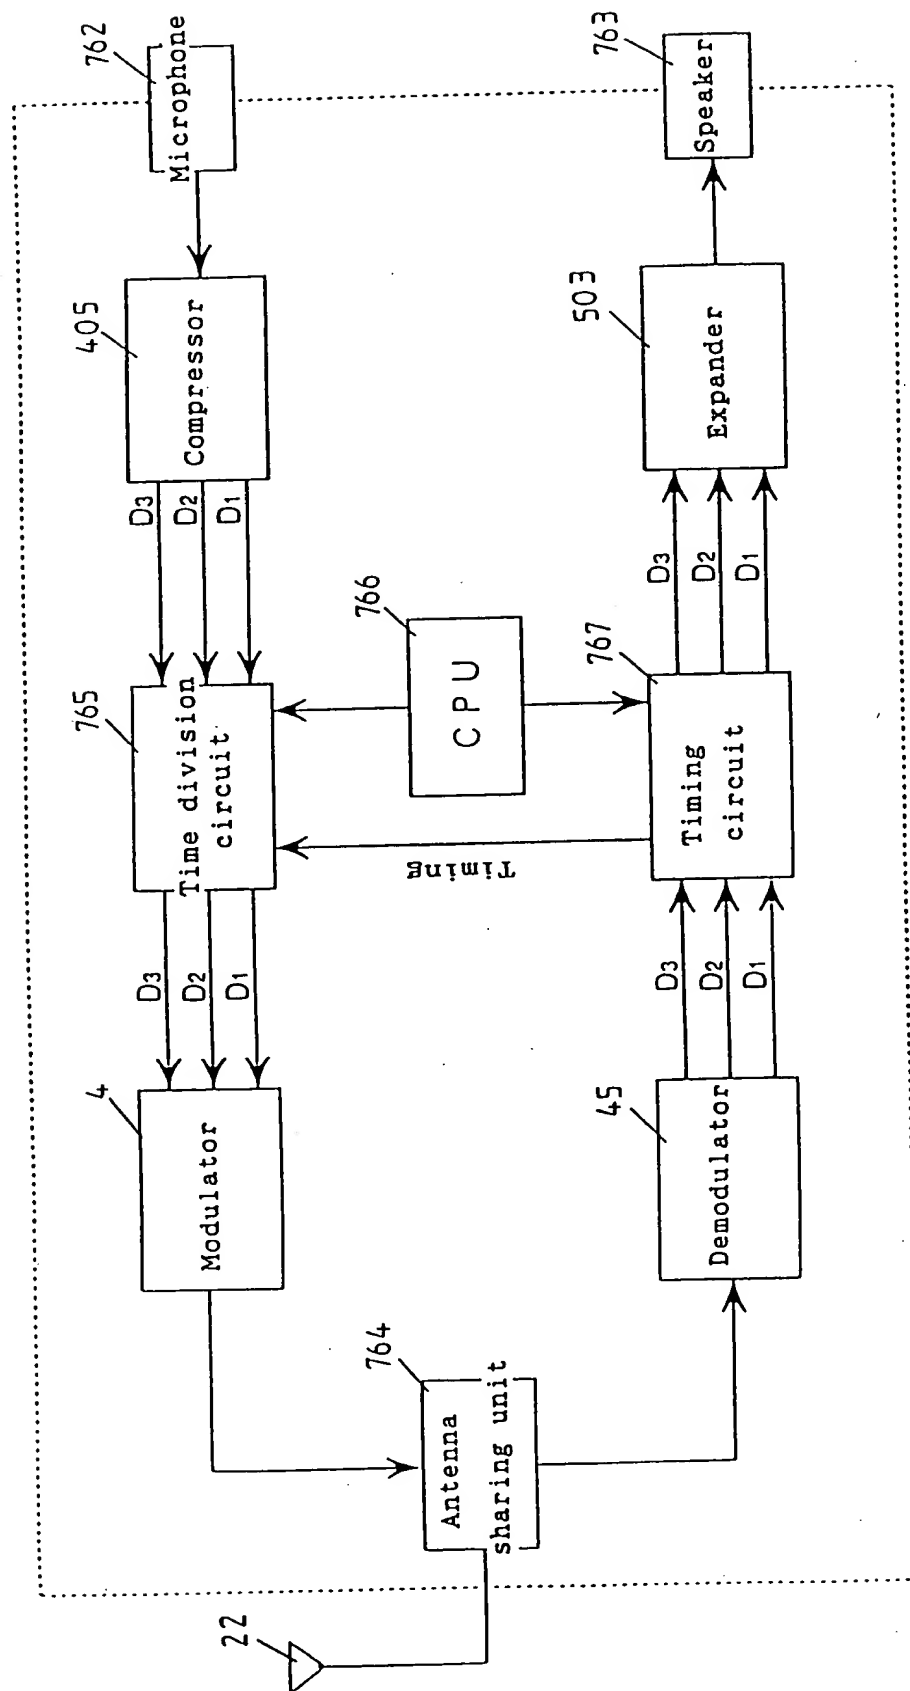 22
764
Antenna
sharing unit
4
Modulator
D3
D2
D1
765
Time division
circuit
D3
D2
D1
405
Compressor
762
Microphone
Timing
766
CPU
45
Demodulator
D3
D2
D1
767
Timing
circuit
D3
D2
D1
503
Expander
763
Speaker